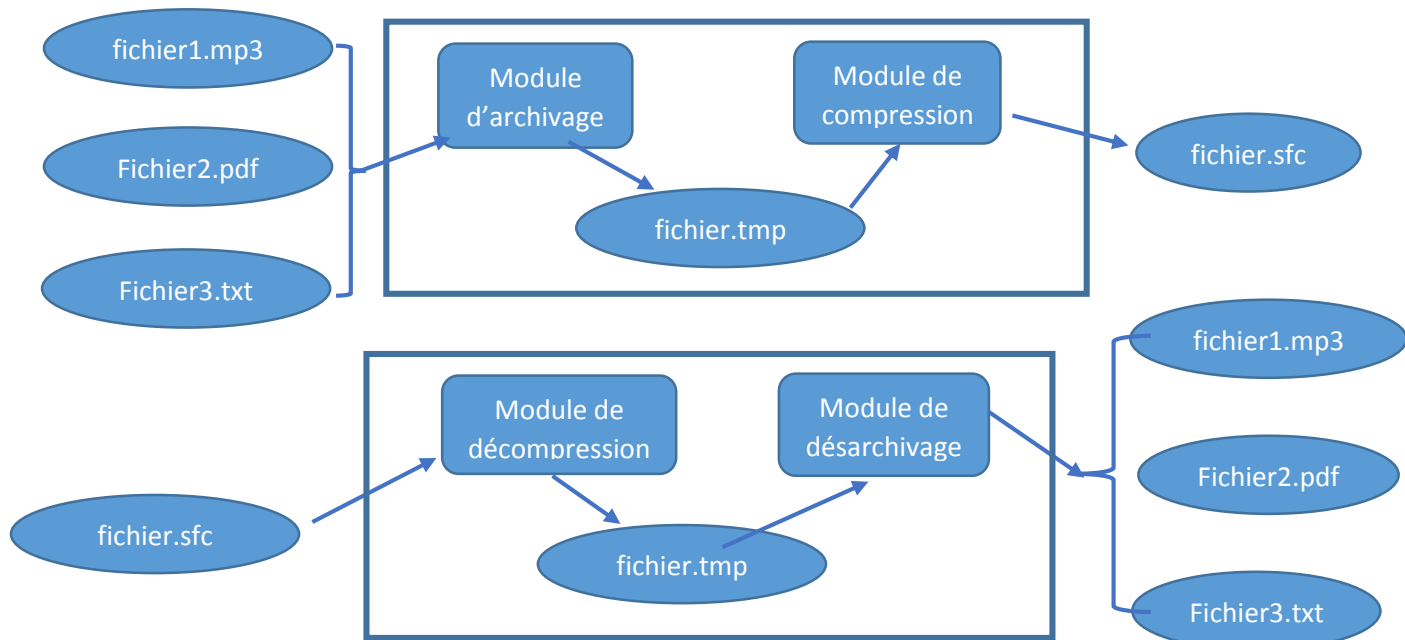 fichier1.mp3
Fichier2.pdf
Fichier3.txt
Module
d’archivage
fichier.tmp
Module de
compression
fichier.sfc
fichier.sfc
Module de
décompression
fichier.tmp
Module de
désarchivage
fichier1.mp3
Fichier2.pdf
Fichier3.txt